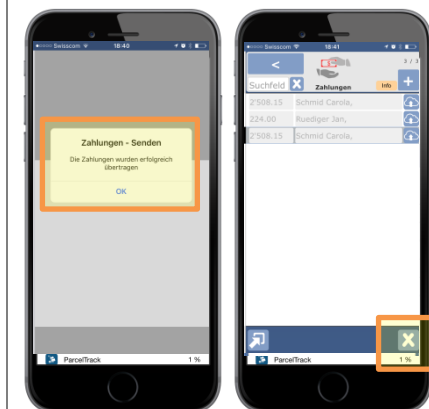 Swisscom
18:40
Zahlungen - Senden
Die Zahlungen wurden erfolgreich
übertragen
OK
ParcelTrack
1 %
Swisscom
18:41
<
3 / 3
Suchfeld
X
Zahlungen
Info
+
2'508.15
Schmid Carola,
224.00
Ruediger Jan,
2'508.15
Schmid Carola,
X
ParcelTrack
1 %